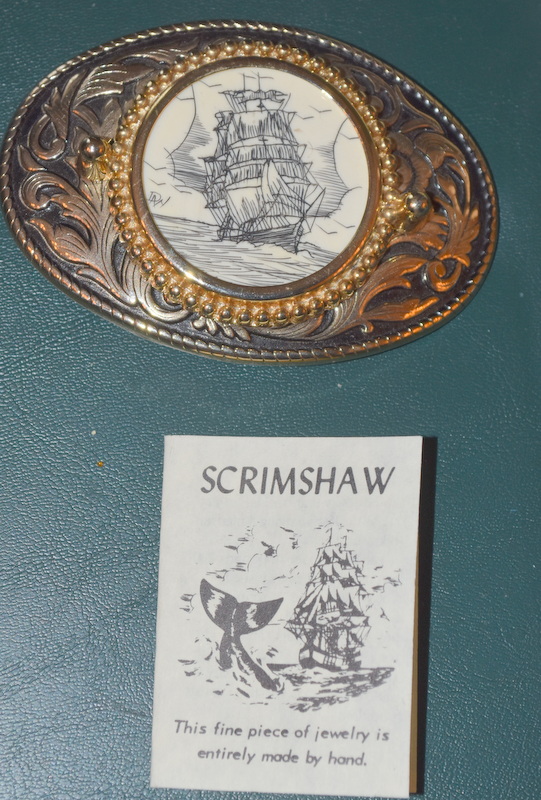 SCRIMSHAW
This fine piece of jewelry is
entirely made by hand.